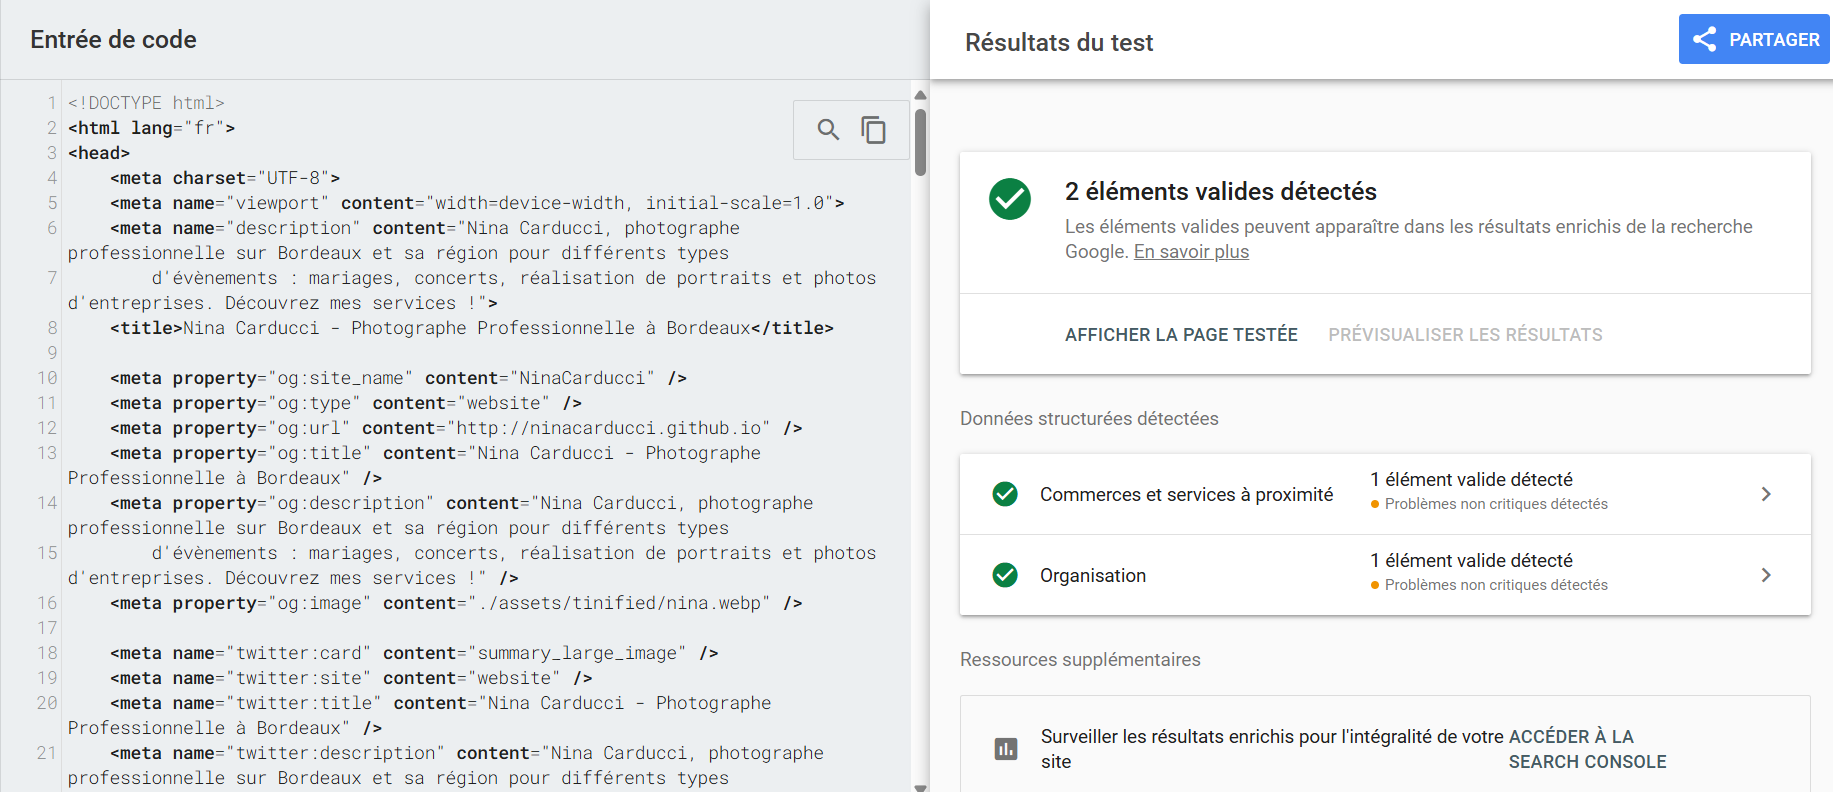 Entrée de code
1 <!DOCTYPE html>
2 <html lang="fr">
3 <head>
4 <meta charset="UTF-8">
5 <meta name="viewport" content="width=device-width, initial-scale=1.0">
6 <meta name="description" content="Nina Carducci, photographe
professionnelle sur Bordeaux et sa région pour différents types
7 d'évènements : mariages, concerts, réalisation de portraits et photos
d'entreprises. Découvrez mes services !">
8 <title>Nina Carducci - Photographe Professionnelle à Bordeaux</title>
9
10 <meta property="og:site_name" content="NinaCarducci" />
11 <meta property="og:type" content="website" />
12 <meta property="og:url" content="http://ninacarducci.github.io" />
13 <meta property="og:title" content="Nina Carducci - Photographe
Professionnelle à Bordeaux" />
14 <meta property="og:description" content="Nina Carducci, photographe
professionnelle sur Bordeaux et sa région pour différents types
15 d'évènements : mariages, concerts, réalisation de portraits et photos
d'entreprises. Découvrez mes services !" />
16 <meta property="og:image" content="./assets/tinified/nina.webp" />
17
18 <meta name="twitter:card" content="summary_large_image" />
19 <meta name="twitter:site" content="website" />
20 <meta name="twitter:title" content="Nina Carducci - Photographe
Professionnelle à Bordeaux" />
21 <meta name="twitter:description" content="Nina Carducci, photographe
professionnelle sur Bordeaux et sa région pour différents types
Résultats du test
PARTAGER
2 éléments valides détectés
Les éléments valides peuvent apparaître dans les résultats enrichis de la recherche
Google. En savoir plus
AFFICHER LA PAGE TESTÉE PRÉVISUALISER LES RÉSULTATS
Données structurées détectées
Commerces et services à proximité
1 élément valide détecté
Problèmes non critiques détectés
Organisation
1 élément valide détecté
Problèmes non critiques détectés
Ressources supplémentaires
Surveiller les résultats enrichis pour l'intégralité de votre
site
ACCÉDER À LA
SEARCH CONSOLE